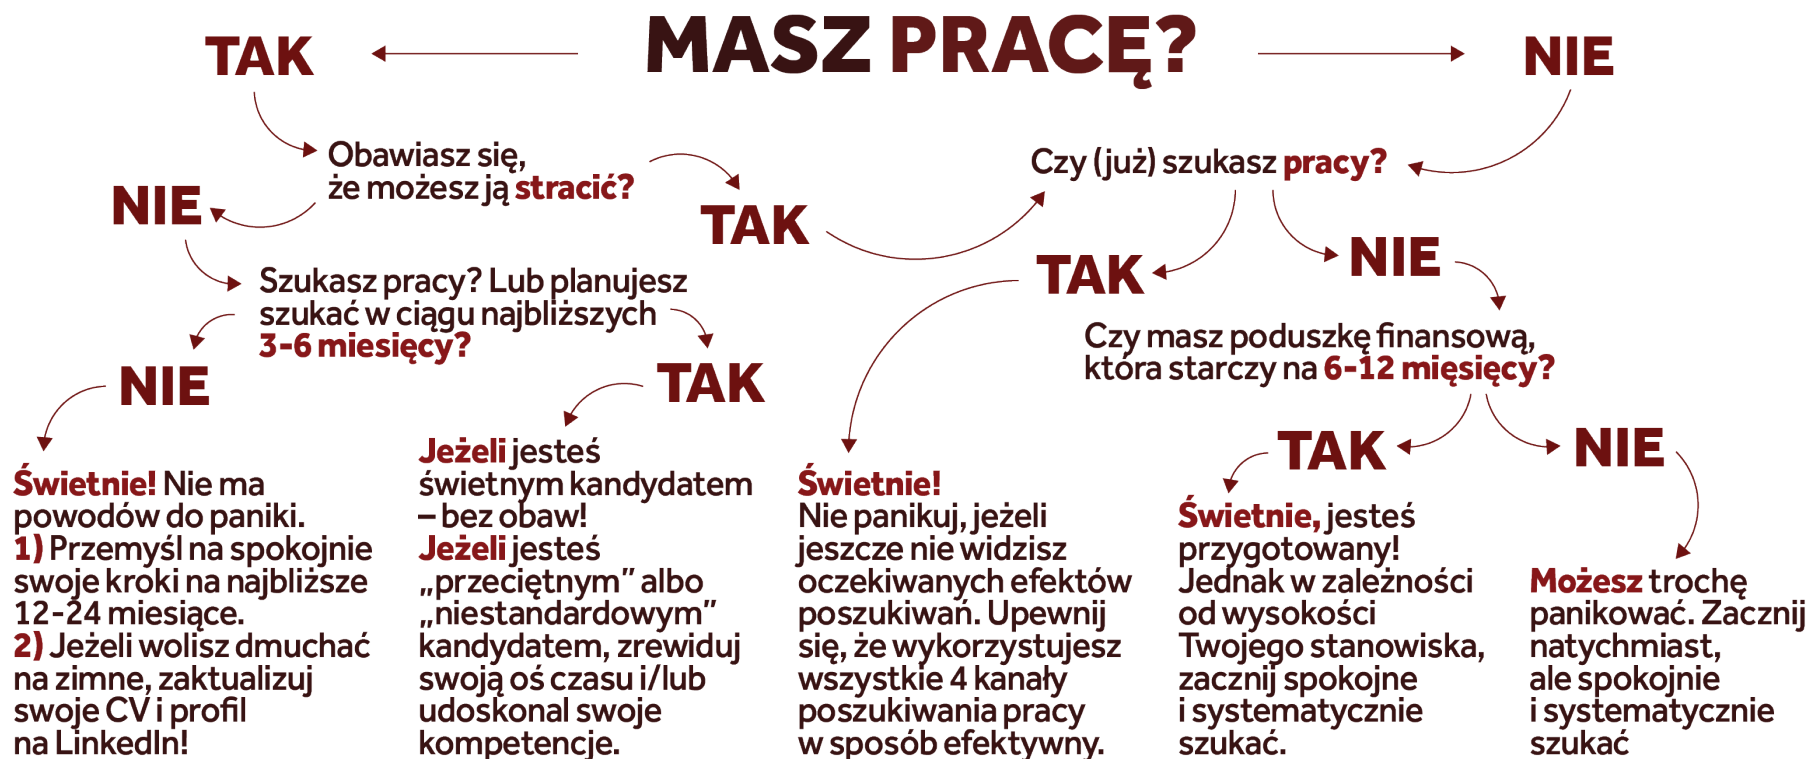 MASZ PRACĘ?
TAK
NIE
Obawiasz się,
że możesz ją stracić?
NIE
TAK
Szukasz pracy? Lub planujesz
szukać w ciągu najbliższych
3-6 miesięcy?
NIE
TAK
Świetnie! Nie ma
powodów do paniki.
1) Przemyśl na spokojnie
swoje kroki na najbliższe
12-24 miesiące.
2) Jeżeli wolisz dmuchać
na zimne, zaktualizuj
swoje CV i profil
na LinkedIn!
Jeżeli jesteś
świetnym kandydatem
– bez obaw!
Jeżeli jesteś
„przeciętnym” albo
„niestandardowym”
kandydatem, zrewiduj
swoją oś czasu i/lub
udoskonal swoje
kompetencje.
Czy (już) szukasz pracy?
TAK
NIE
Świetnie!
Nie panikuj, jeżeli
jeszcze nie widzisz
oczekiwanych efektów
poszukiwań. Upewnij
się, że wykorzystujesz
wszystkie 4 kanały
poszukiwania pracy
w sposób efektywny.
Czy masz poduszkę finansową,
która starczy na 6-12 mięsięcy?
TAK
NIE
Świetnie, jesteś
przygotowany!
Jednak w zależności
od wysokości
Twojego stanowiska,
zacznij spokojne
i systematycznie
szukać.
Możesz trochę
panikować. Zacznij
natychmiast,
ale spokojnie
i systematycznie
szukać